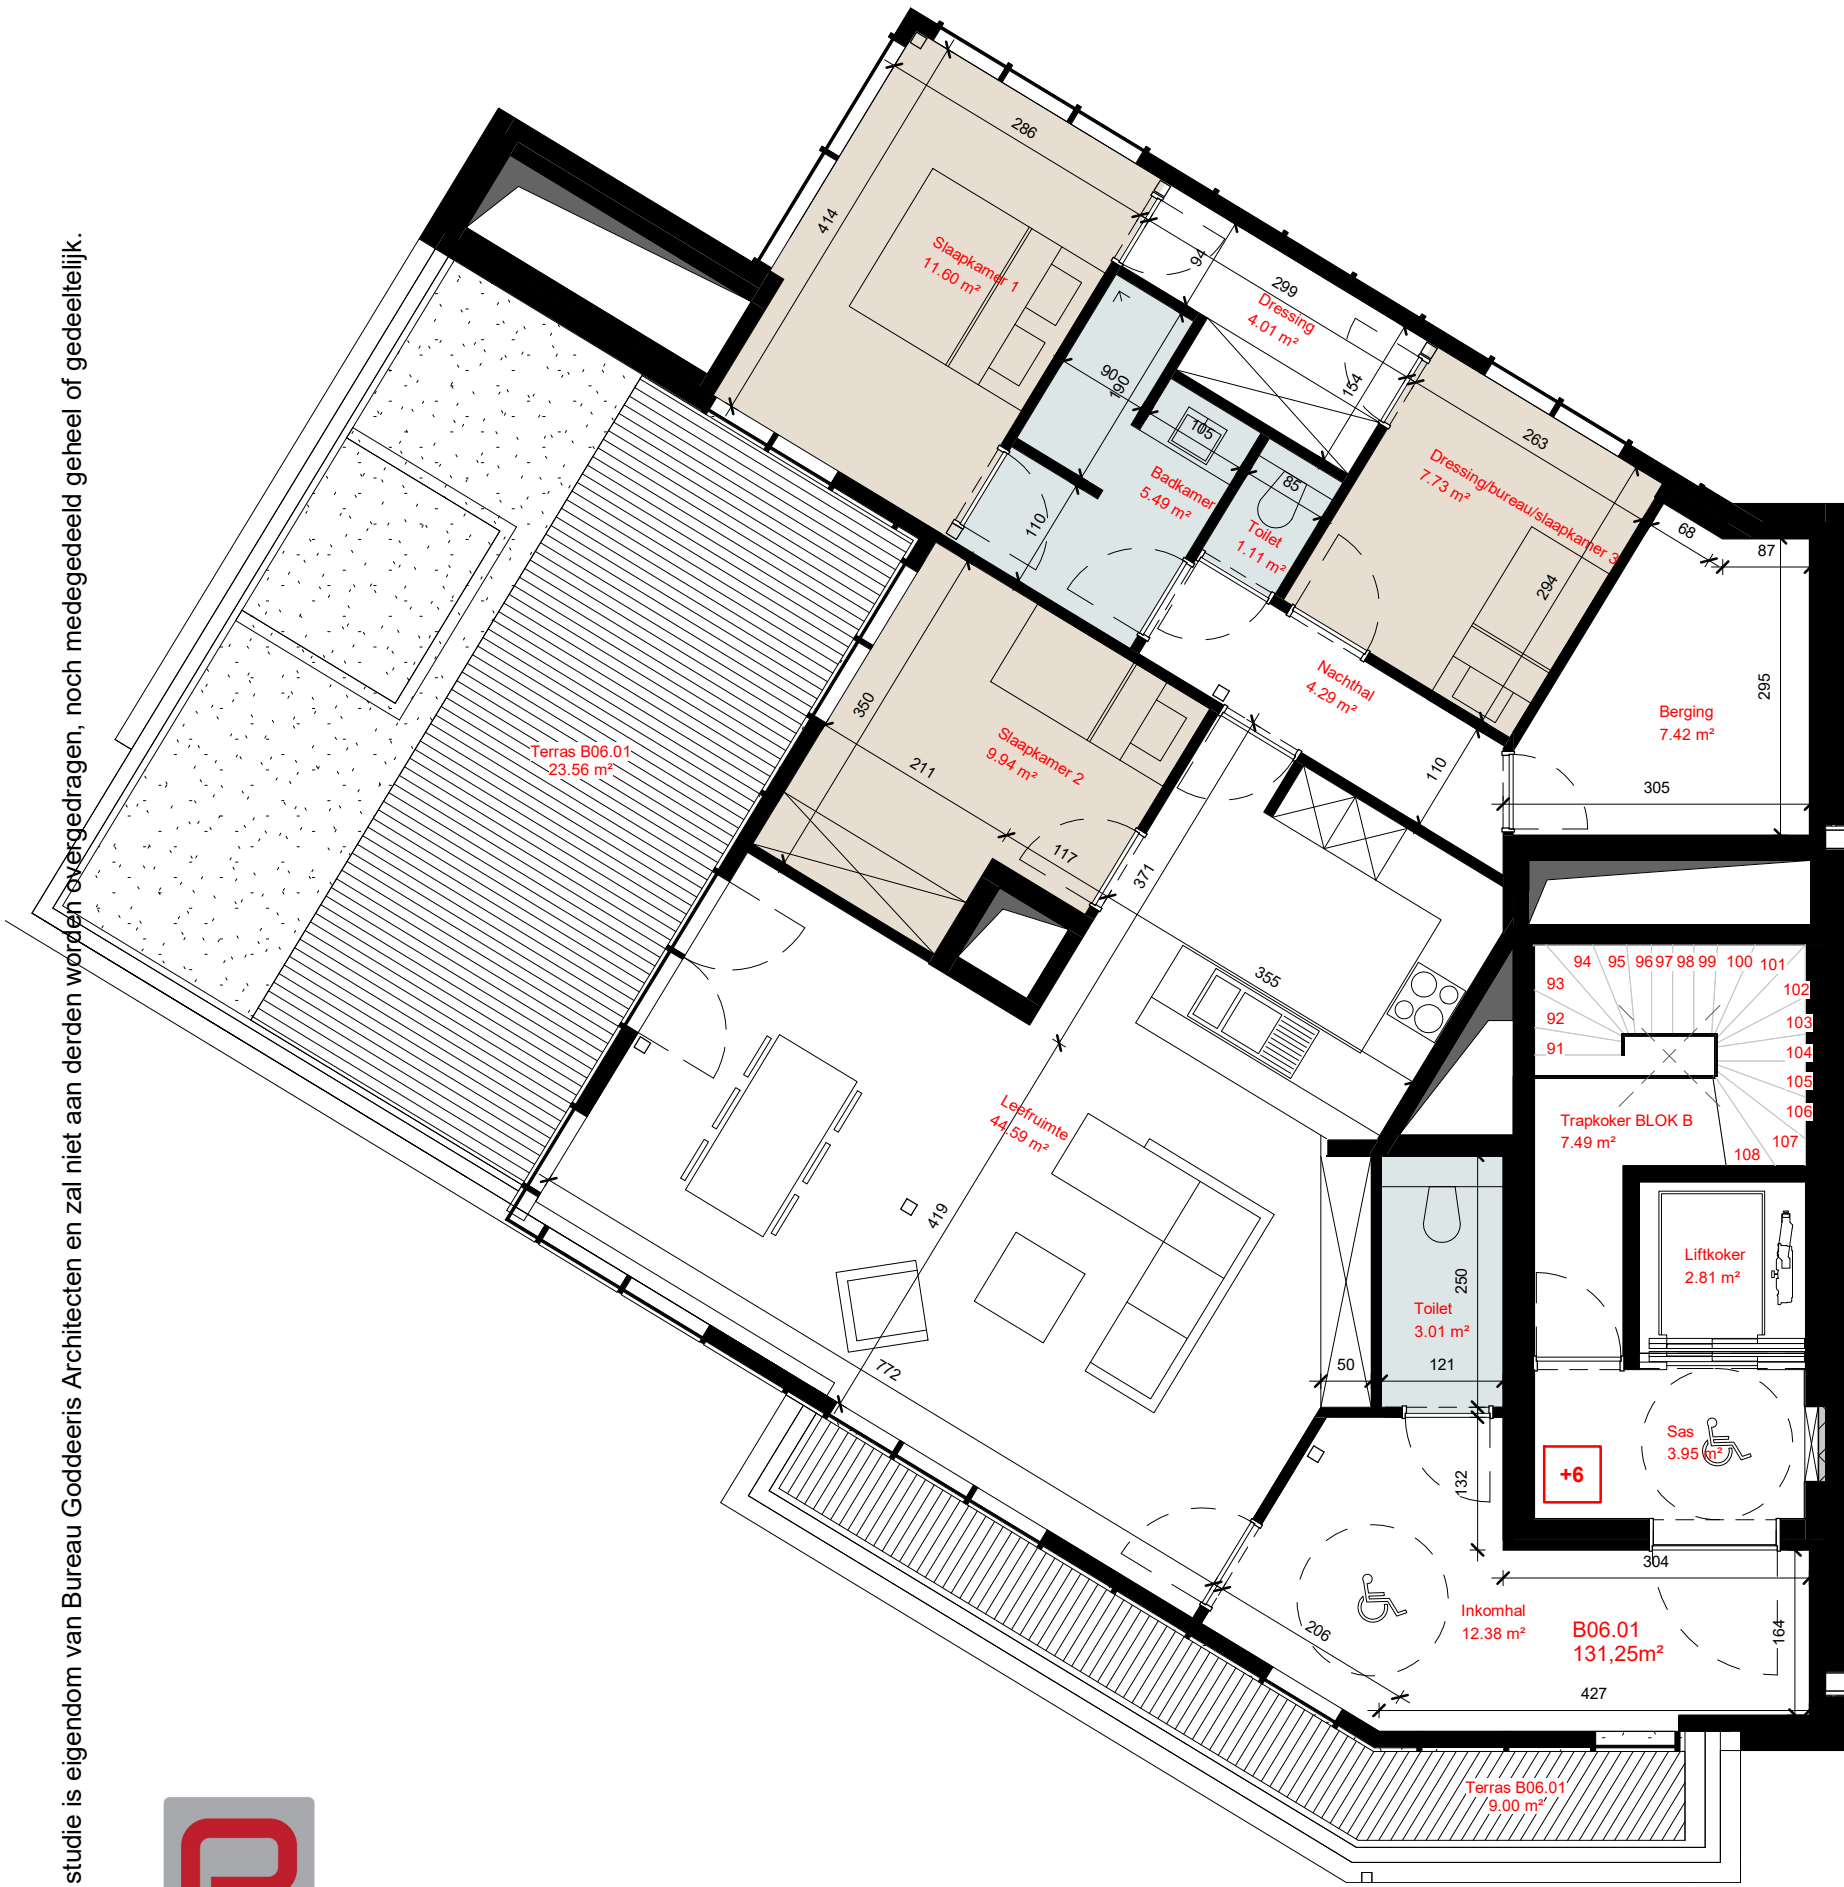 studie is eigendom van Bureau Goddeeris Architecten en zal niet aan derden worden overgedragen, noch medegedeeld geheel of gedeeltelijk.
286
414
Slaapkamer 1
11.60 m²
94
299
Dressing
4.01 m²
154
90
190
105
Badkamer
5.49 m²
85
Toilet
1.11 m²
110
263
Dressing/bureau/slaapkamer 3
7.73 m²
294
68
87
295
Berging
7.42 m²
305
Nachthal
4.29 m²
110
350
211
Slaapkamer 2
9.94 m²
117
371
Terras B06.01
23.56 m²
355
Leefruimte
44.59 m²
419
772
91
92
93
94
95
96
97
98
99
100
101
102
103
104
105
106
107
108
Trapkoker BLOK B
7.49 m²
Liftkoker
2.81 m²
250
Toilet
3.01 m²
50
121
132
Sas
3.95 m²
+6
304
206
Inkomhal
12.38 m²
B06.01
131,25m²
164
427
Terras B06.01
9.00 m²